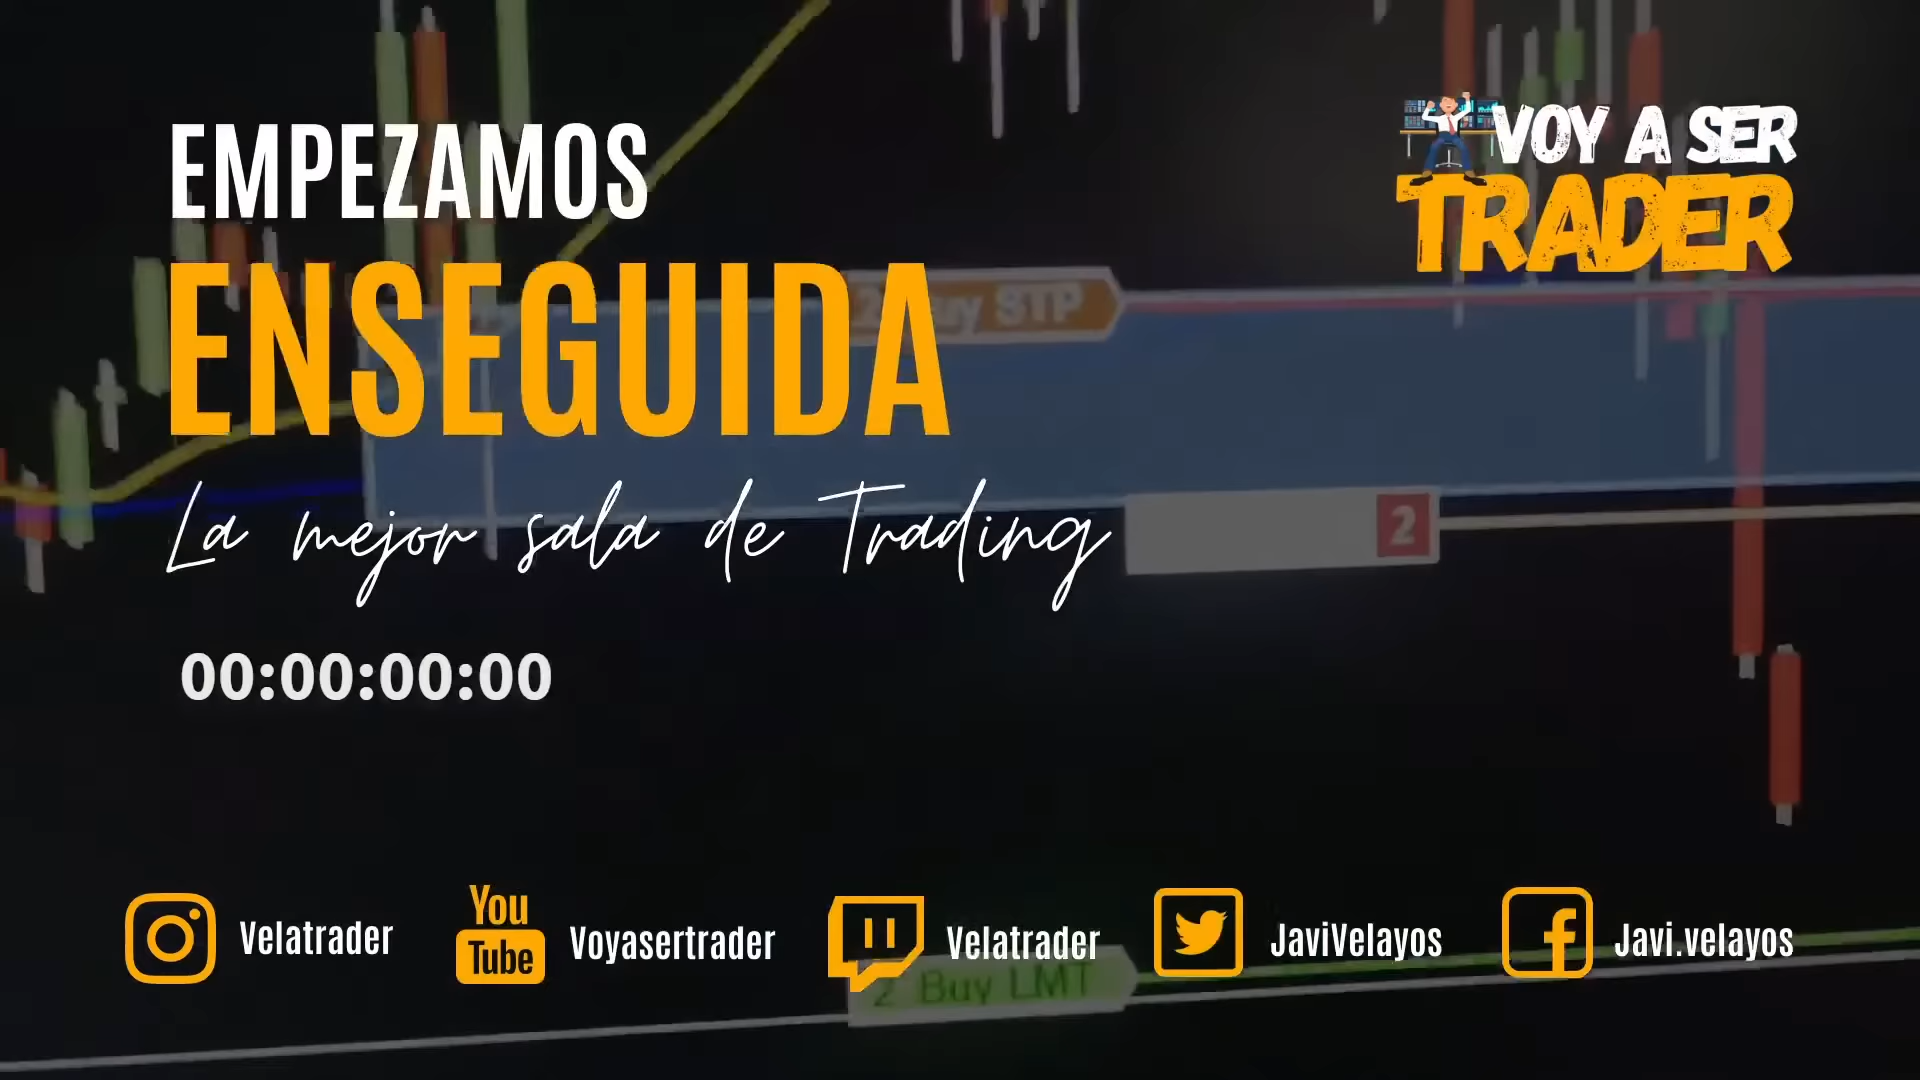 EMPEZAMOS
VOY A SER
TRADER
ENSEGUIDA
2 Buy STP
La mejor sala de Trading
2
00:00:00:00
Velatrader
You
Tube
Voyasertrader
Velatrader
JaviVelayos
Javi.velayos
2 Buy LMT